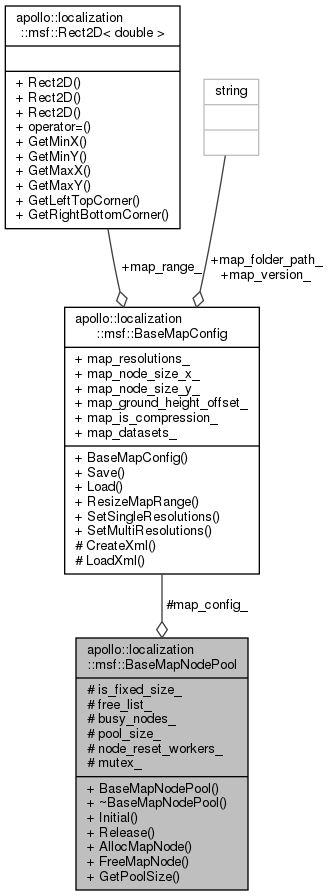 apollo::localization
::msf::Rect2D< double >
+ Rect2D()
+ Rect2D()
+ Rect2D()
+ operator=()
+ GetMinX()
+ GetMinY()
+ GetMaxX()
+ GetMaxY()
+ GetLeftTopCorner()
+ GetRightBottomCorner()
string
+map_range_
+map_folder_path_
+map_version_
apollo::localization
::msf::BaseMapConfig
+ map_resolutions_
+ map_node_size_x_
+ map_node_size_y_
+ map_ground_height_offset_
+ map_is_compression_
+ map_datasets_
+ BaseMapConfig()
+ Save()
+ Load()
+ ResizeMapRange()
+ SetSingleResolutions()
+ SetMultiResolutions()
# CreateXml()
# LoadXml()
#map_config_
apollo::localization
::msf::BaseMapNodePool
# is_fixed_size_
# free_list_
# busy_nodes_
# pool_size_
# node_reset_workers_
# mutex_
+ BaseMapNodePool()
+ ~BaseMapNodePool()
+ Initial()
+ Release()
+ AllocMapNode()
+ FreeMapNode()
+ GetPoolSize()